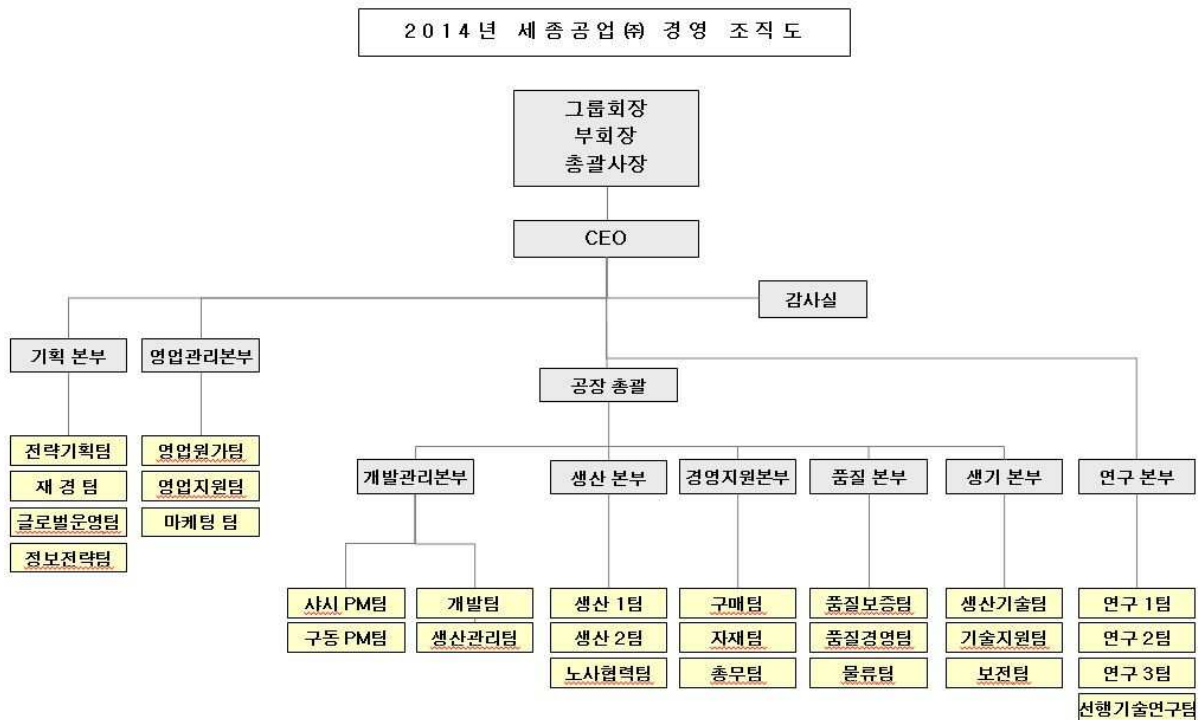 2014년 세종공업㈜ 경영 조직도
그룹회장
부회장
총괄사장
CEO
감사실
기획 본부
영업관리본부
공장 총괄
전략기획팀
재 경 팀
글로벌운영팀
정보전략팀
영업원가팀
영업지원팀
마케팅 팀
개발관리본부
생산 본부
경영지원본부
품질 본부
생기 본부
연구 본부
샤시 PM팀
구동 PM팀
개발팀
생산관리팀
생산 1팀
생산 2팀
노사협력팀
구매팀
자재팀
총무팀
품질보증팀
품질경영팀
물류팀
생산기술팀
기술지원팀
보전팀
연구 1팀
연구 2팀
연구 3팀
선행기술연구팀